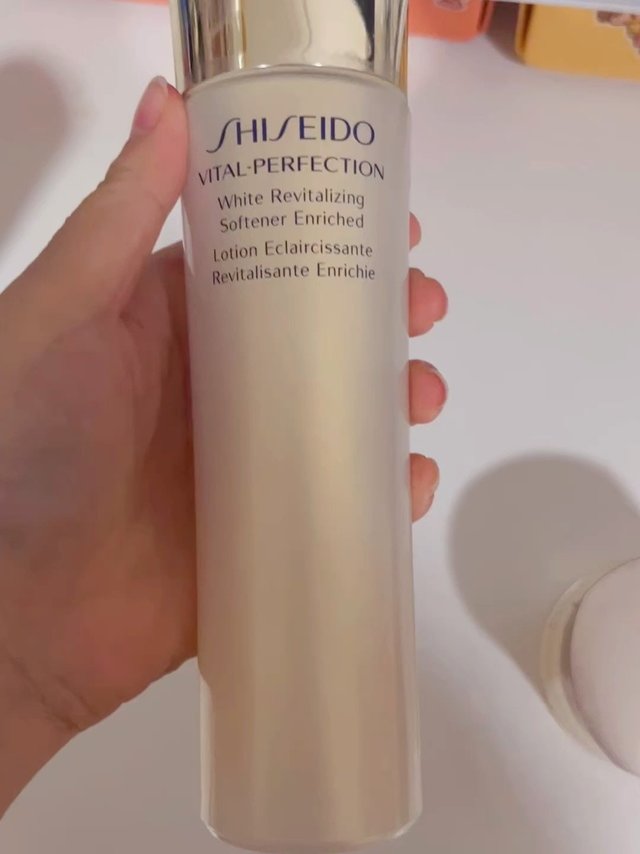 SHISEIDO
VITAL-PERFECTION
White Revitalizing
Softener Enriched
Lotion Eclaircissante
Revitalisante Enrichie